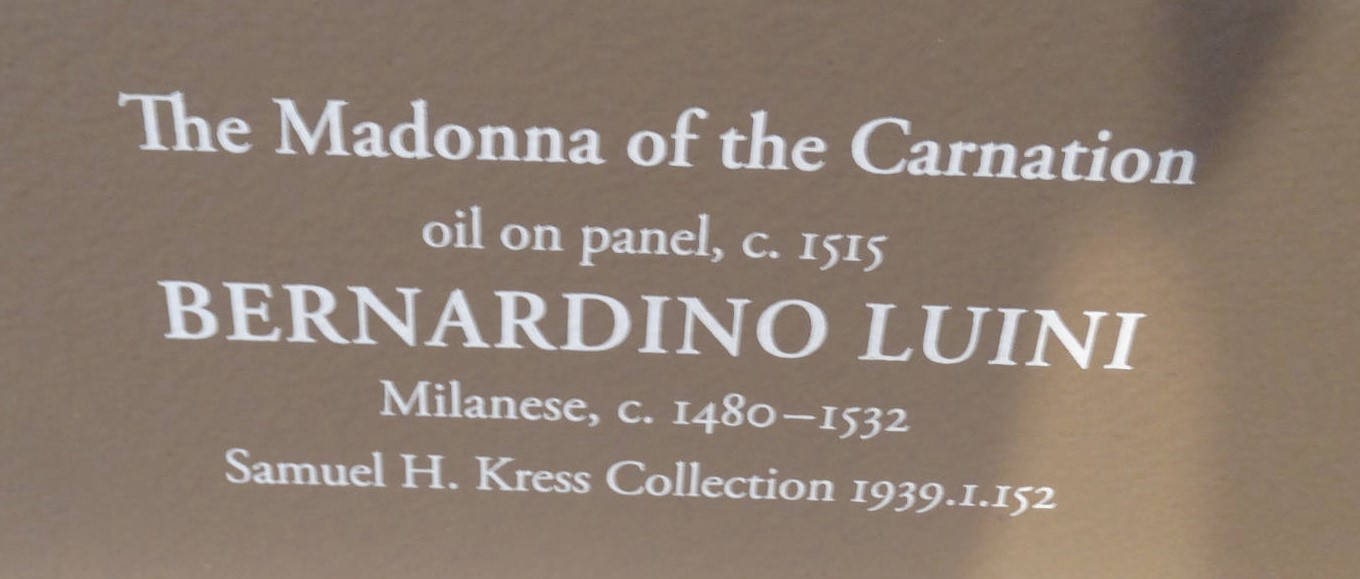 The Madonna of the Carnation
oil on panel, c. 1515
BERNARDINO LUINI
Milanese, c. 1480–1532
Samuel H. Kress Collection 1939.1.152